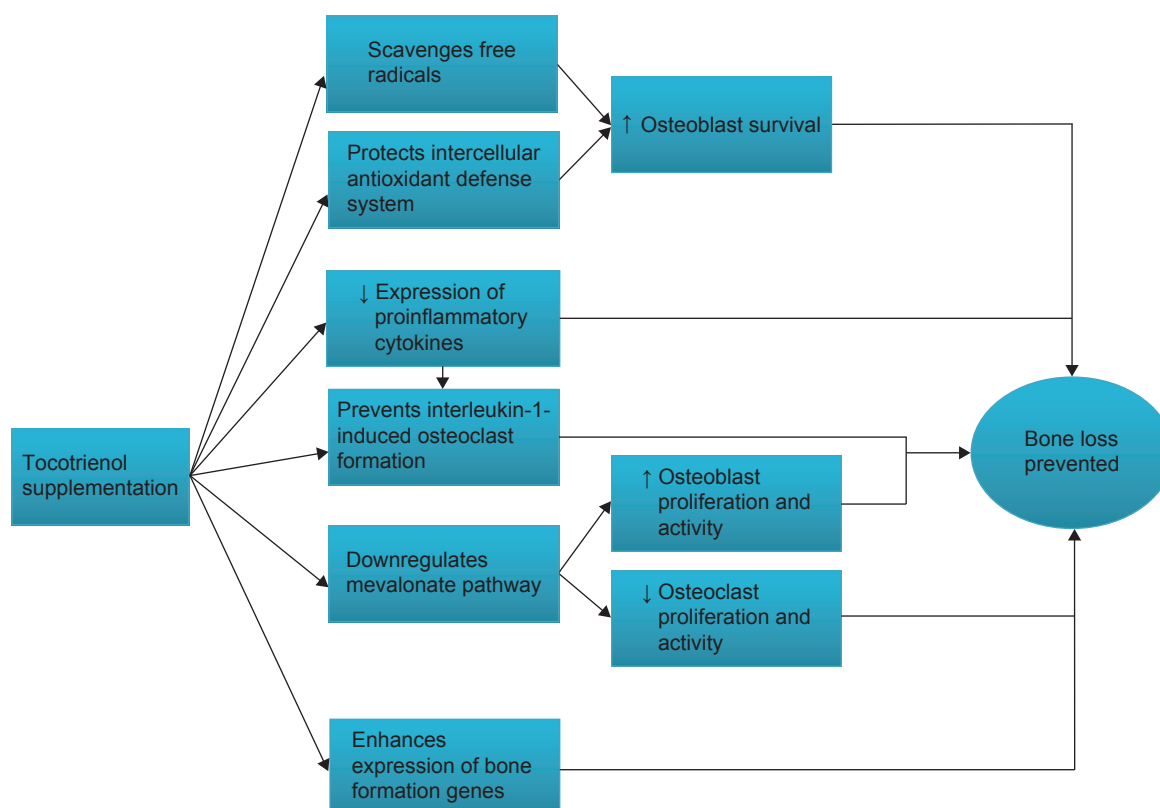 Scavenges free
radicals
↑ Osteoblast survival
Protects intercellular
antioxidant defense
system
↓ Expression of
proinflammatory
cytokines
Prevents interleukin-1-
induced osteoclast
formation
Tocotrienol
supplementation
Bone loss
prevented
↑ Osteoblast
proliferation and
activity
Downregulates
mevalonate pathway
↓ Osteoclast
proliferation and
activity
Enhances
expression of bone
formation genes